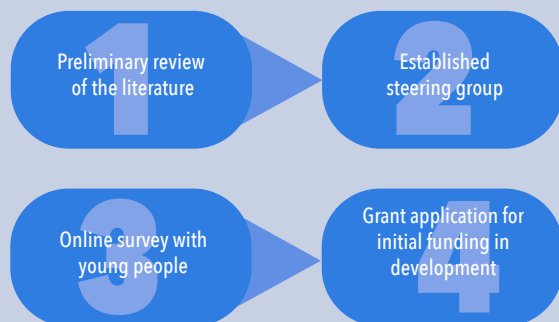 1
Preliminary review
of the literature
2
Established
steering group
3
Online survey with
young people
4
Grant application for
initial funding in
development